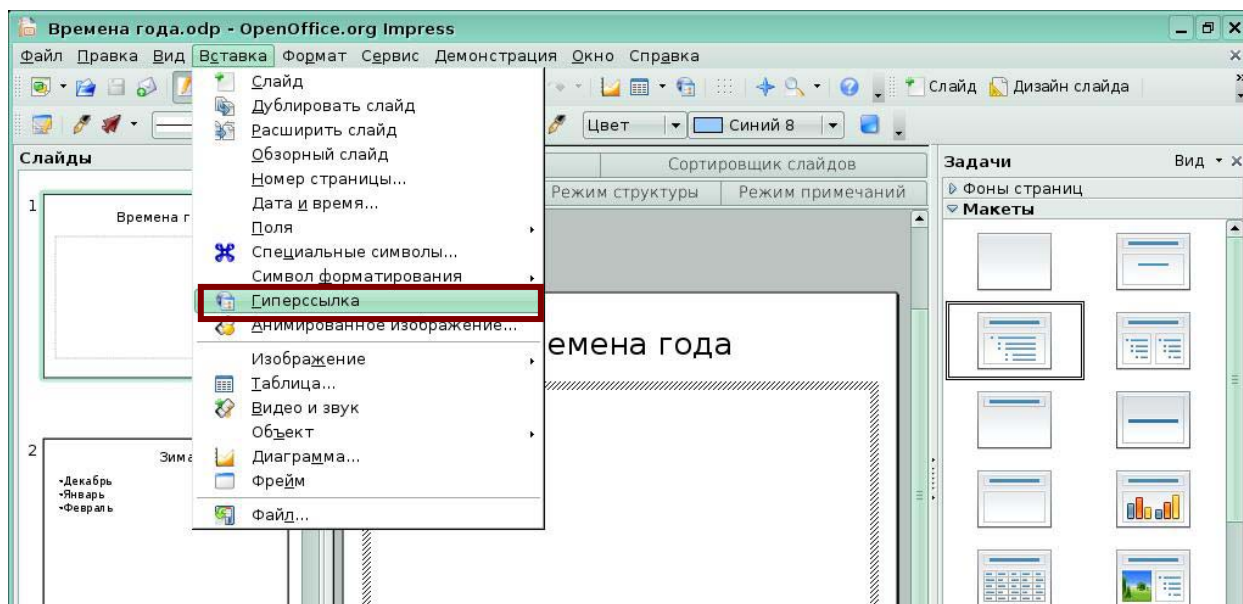 Времена года.odp - OpenOffice.org Impress
Файл Правка Вид Вставка Формат Сервис Демонстрация Окно Справка
Слайд Дизайн слайда
Цвет Синий 8
Слайды
1
Времена г
2
Зима
-Декабрь
-Январь
-Февраль
Слайд
Дублировать слайд
Расширить слайд
Обзорный слайд
Номер страницы...
Дата и время...
Поля
Специальные символы...
Символ форматирования
Гиперссылка
Анимированное изображение...
Изображение
Таблица...
Видео и звук
Объект
Диаграмма...
Фрейм
Файл...
Сортировщик слайдов
Режим структуры Режим примечаний
емена года
Задачи Вид
Фоны страниц
Макеты